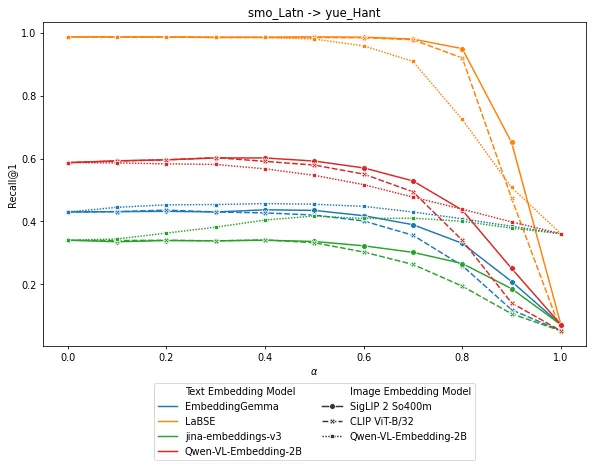 smo_Latn -> yue_Hant
Recall@1
1.0
0.8
0.6
0.4
0.2
0.0 0.2 0.4 0.6 0.8 1.0
α
Text Embedding Model Image Embedding Model
EmbeddingGemma SigLIP 2 So400m
LaBSE CLIP ViT-B/32
jina-embeddings-v3 Qwen-VL-Embedding-2B
Qwen-VL-Embedding-2B